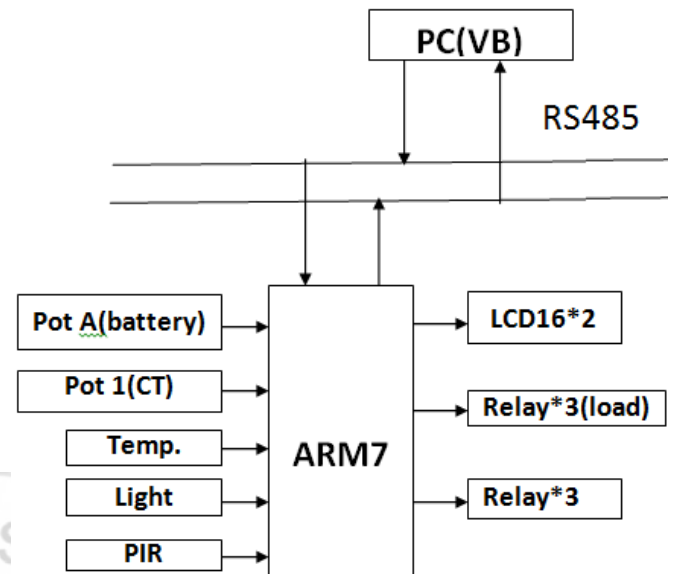 PC(VB)
RS485
Pot A(battery)
LCD16*2
Pot 1(CT)
Relay*3(load)
Temp.
ARM7
Light
Relay*3
PIR